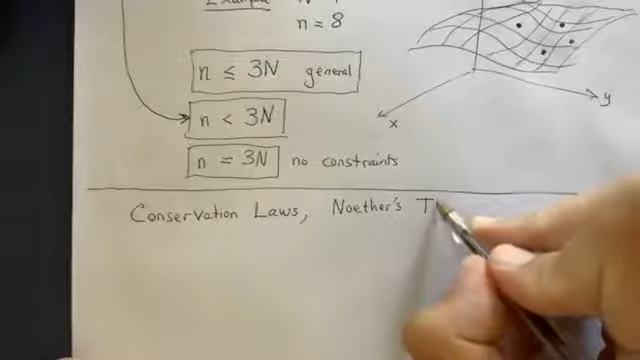 n = 8
n ≤ 3N general
n < 3N
n = 3N no constraints
x
y
Conservation Laws, Noether's T